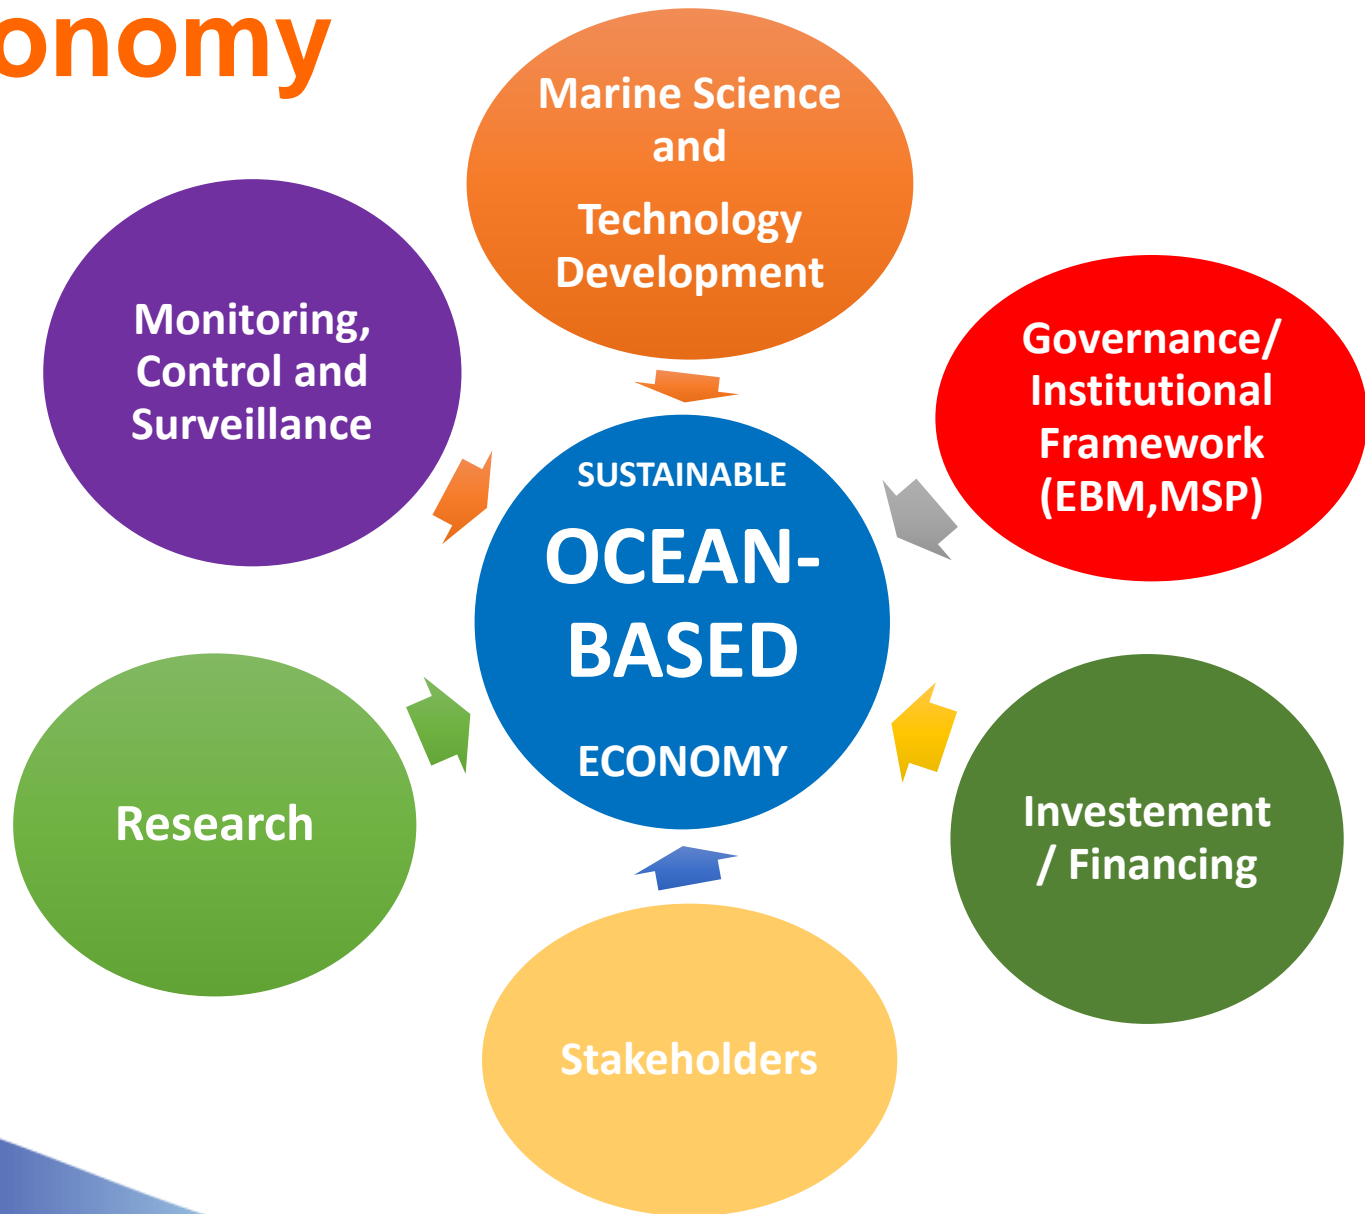 onomy
Marine Science
and
Technology
Development
Monitoring,
Control and
Surveillance
Governance/
Institutional
Framework
(EBM,MSP)
SUSTAINABLE
OCEAN-
BASED
ECONOMY
Research
Investement
/ Financing
Stakeholders